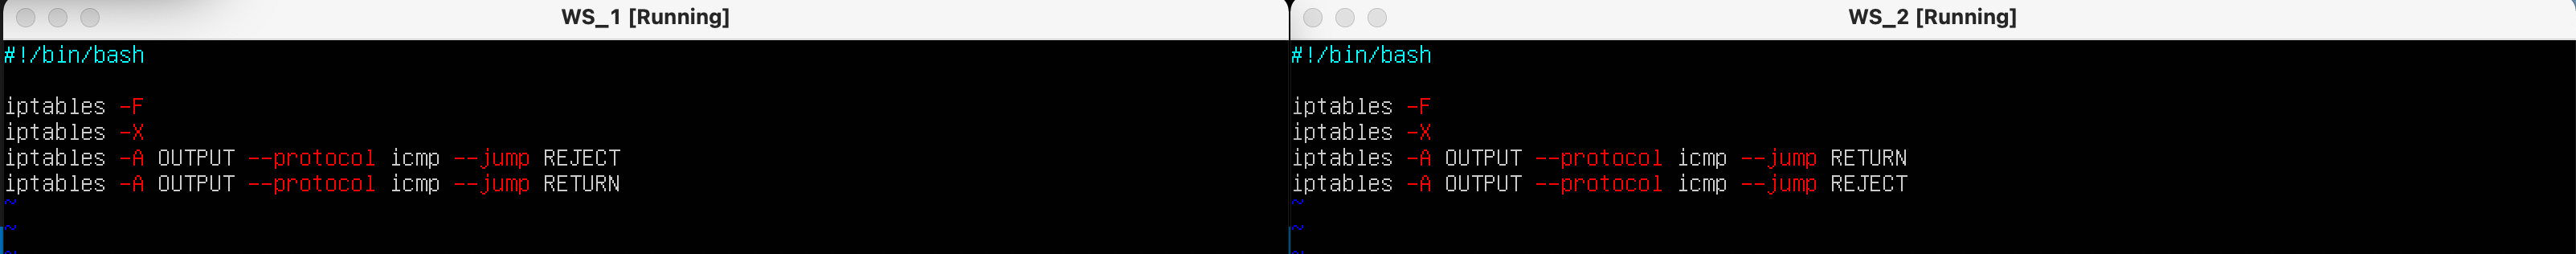 WS_1 [Running]
#!/bin/bash
iptables -F
iptables -X
iptables -A OUTPUT --protocol icmp --jump REJECT
iptables -A OUTPUT --protocol icmp --jump RETURN
~
~
~
WS_2 [Running]
#!/bin/bash
iptables -F
iptables -X
iptables -A OUTPUT --protocol icmp --jump RETURN
iptables -A OUTPUT --protocol icmp --jump REJECT
~
~
~